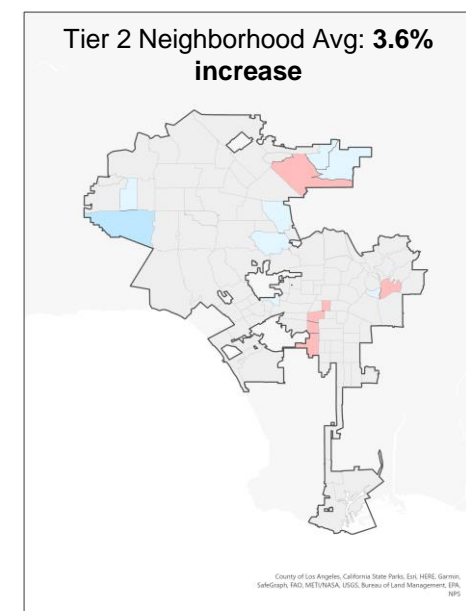 Tier 2 Neighborhood Avg: 3.6%
increase
County of Los Angeles, California State Parks, Esri, HERE, Garmin,
SafeGraph, FAO, METI/NASA, USGS, Bureau of Land Management, EPA,
NPS